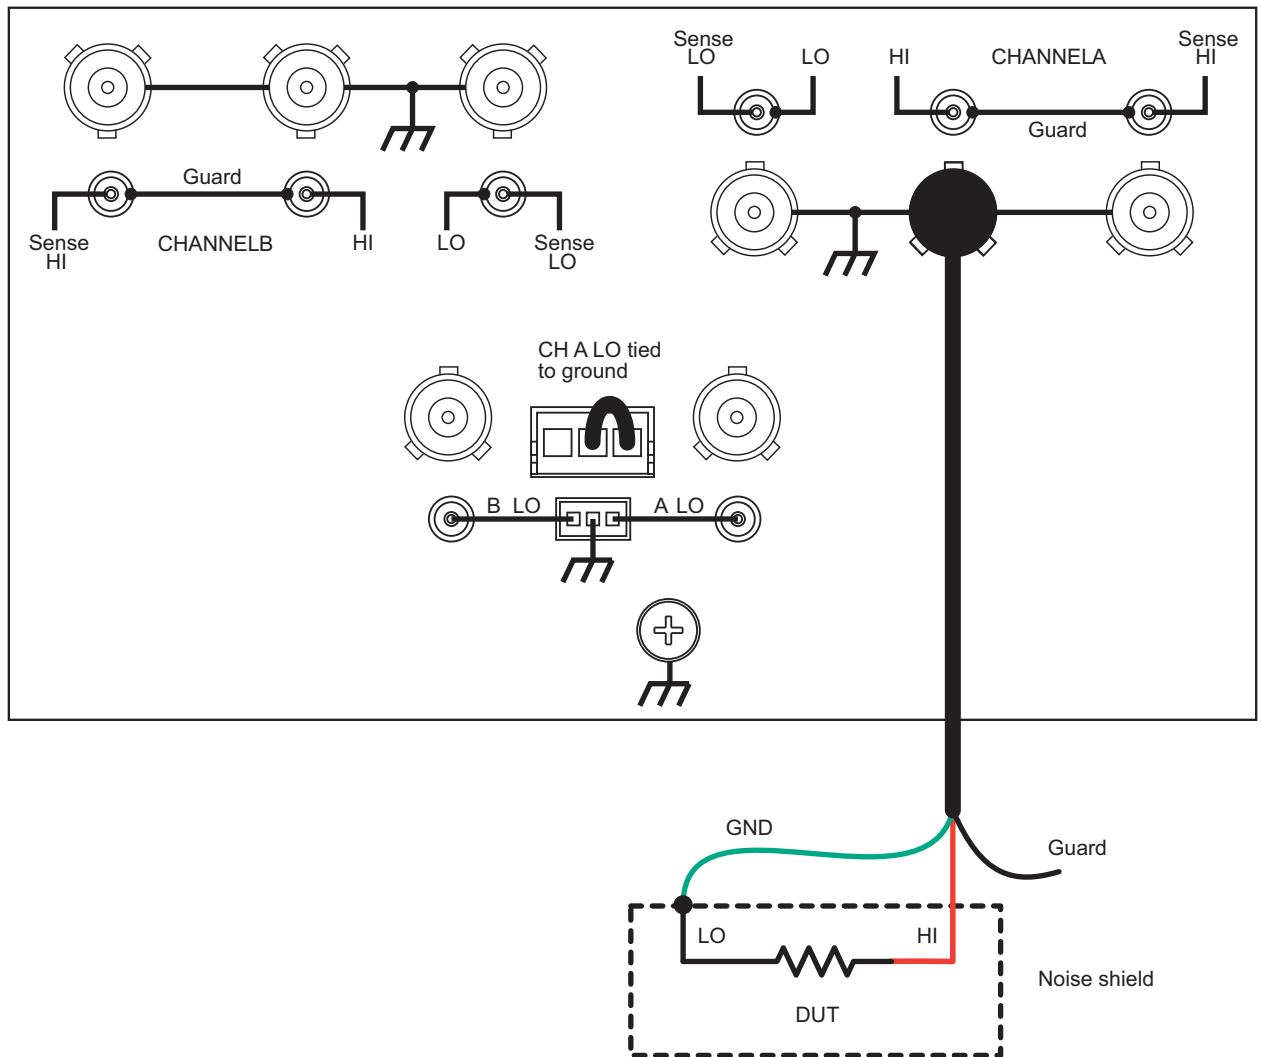 Sense
LO
LO
HI
CHANNELA
Sense
HI
Guard
Guard
Sense
HI
CHANNELB
HI
LO
Sense
LO
CH A LO tied
to ground
B LO
A LO
GND
Guard
LO
HI
Noise shield
DUT